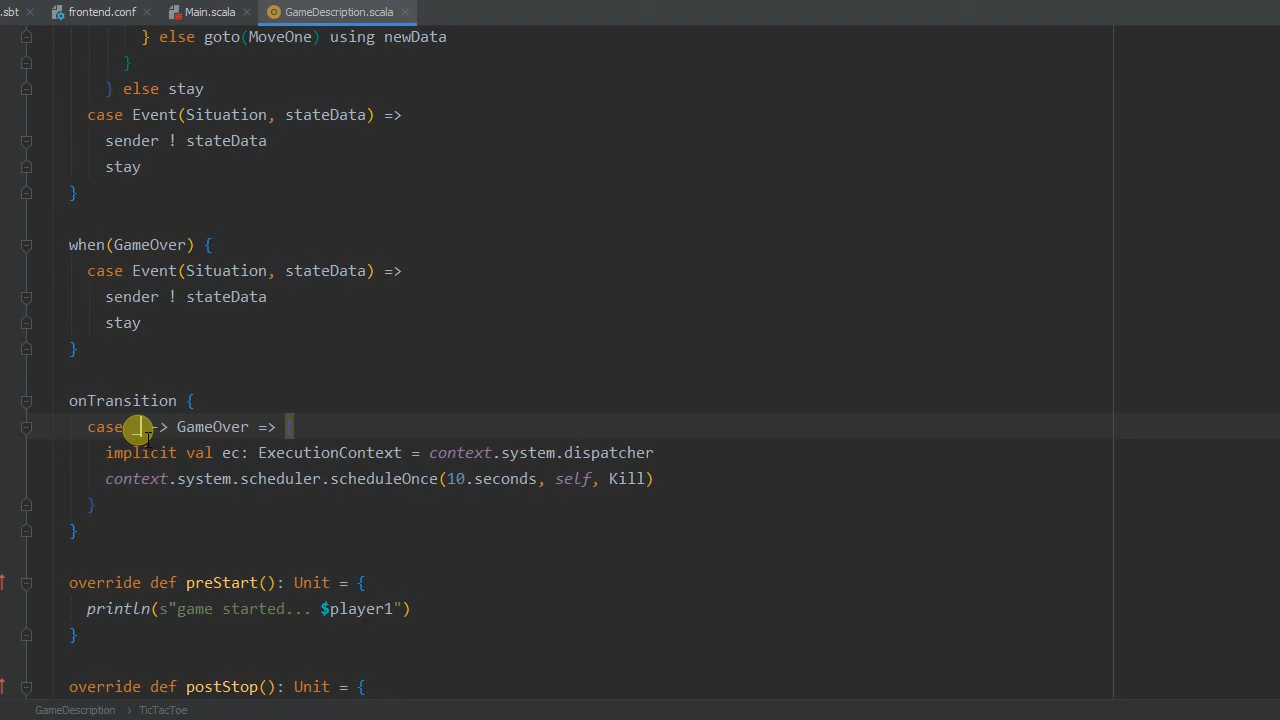 .sbt frontend.conf Main.scala GameDescription.scala
} else goto(MoveOne) using newData
}
} else stay
case Event(Situation, stateData) =>
sender ! stateData
stay
}
when(GameOver) {
case Event(Situation, stateData) =>
sender ! stateData
stay
}
onTransition {
case _ -> GameOver => {
implicit val ec: ExecutionContext = context.system.dispatcher
context.system.scheduler.scheduleOnce(10.seconds, self, Kill)
}
}
override def preStart(): Unit = {
println(s"game started... $player1")
}
override def postStop(): Unit = {
GameDescription › TicTacToe